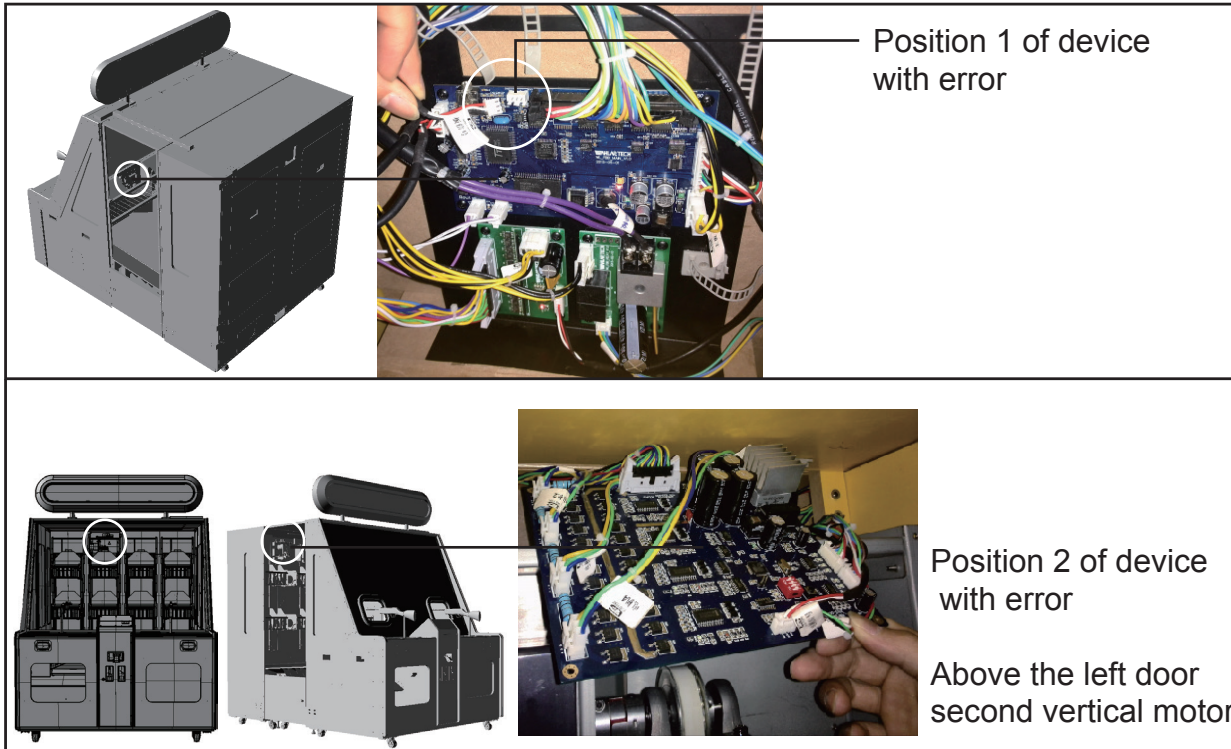 Position 1 of device
with error
Position 2 of device
with error
Above the left door
second vertical motor